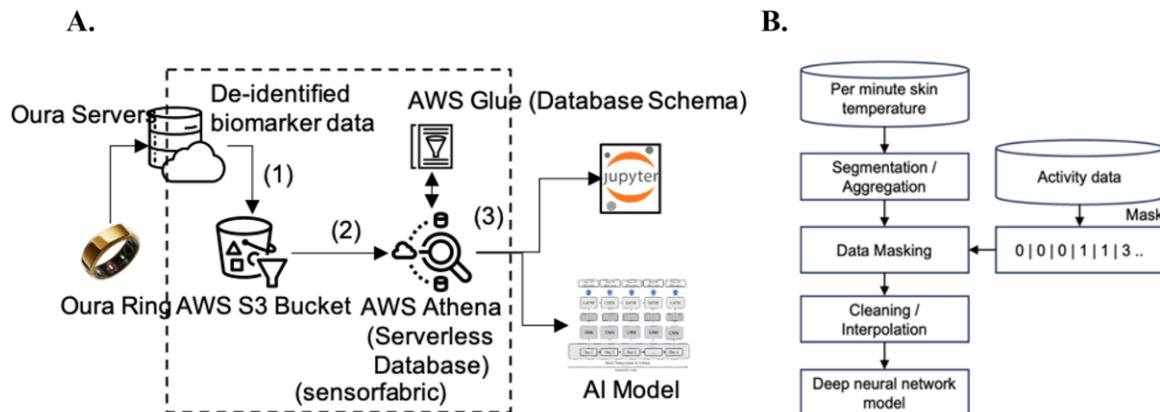 A.
B.
Oura Servers
De-identified
biomarker data
AWS Glue (Database Schema)
(1)
(2)
(3)
jupyter
Oura Ring
AWS S3 Bucket
AWS Athena
(Serverless
Database)
(sensorfabric)
AI Model
Per minute skin
temperature
Segmentation /
Aggregation
Activity data
Mask
Data Masking
0 | 0 | 0 | 1 | 1 | 3 ..
Cleaning /
Interpolation
Deep neural network
model